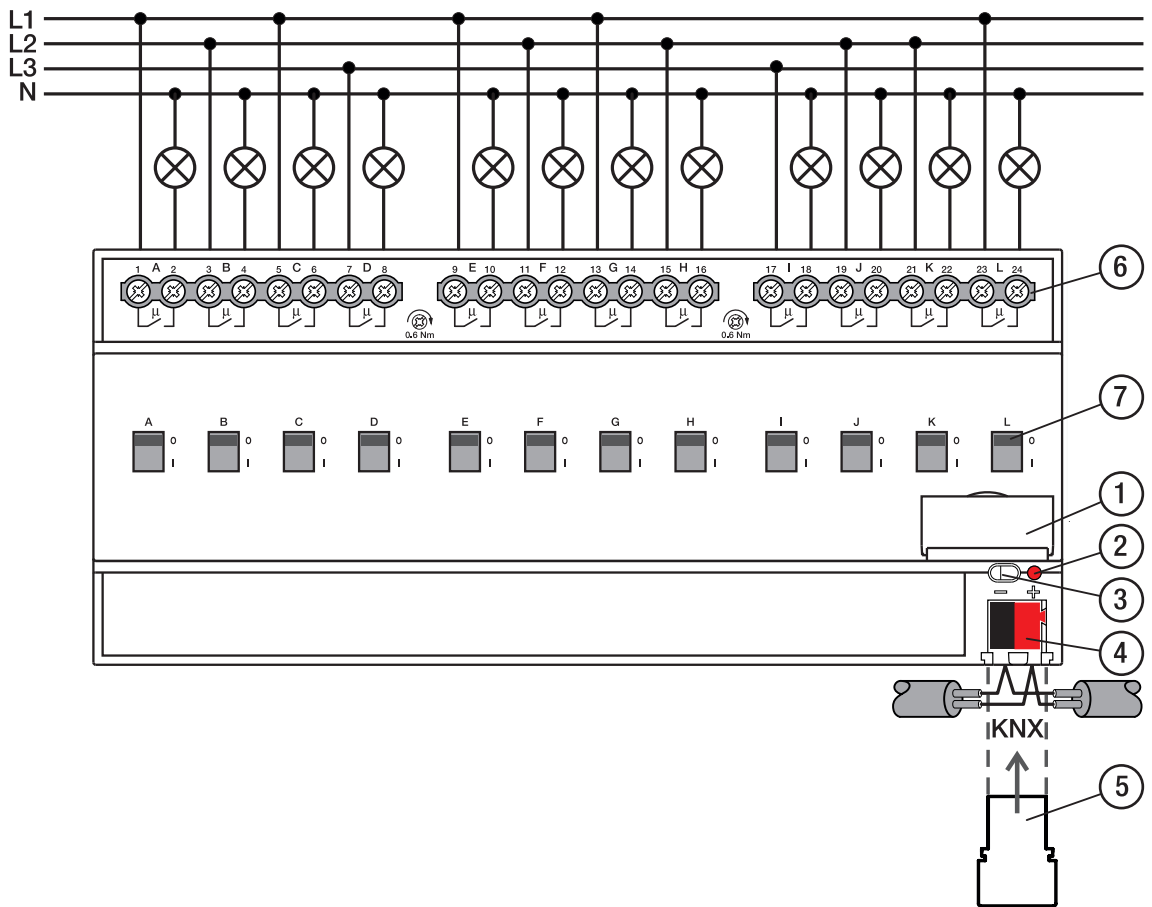 L1
L2
L3
N
1 A 2 3 B 4 5 C 6 7 D 8 9 E 10 11 F 12 13 G 14 15 H 16 17 I 18 19 J 20 21 K 22 23 L 24
6
µ µ µ µ µ µ µ µ µ µ µ µ
0.6 Nm 0.6 Nm
7
A B C D E F G H I J K L
0 0 0 0 0 0 0 0 0 0 0 0
I I I I I I I I I I I I
1
2
3
− +
4
KNX
5